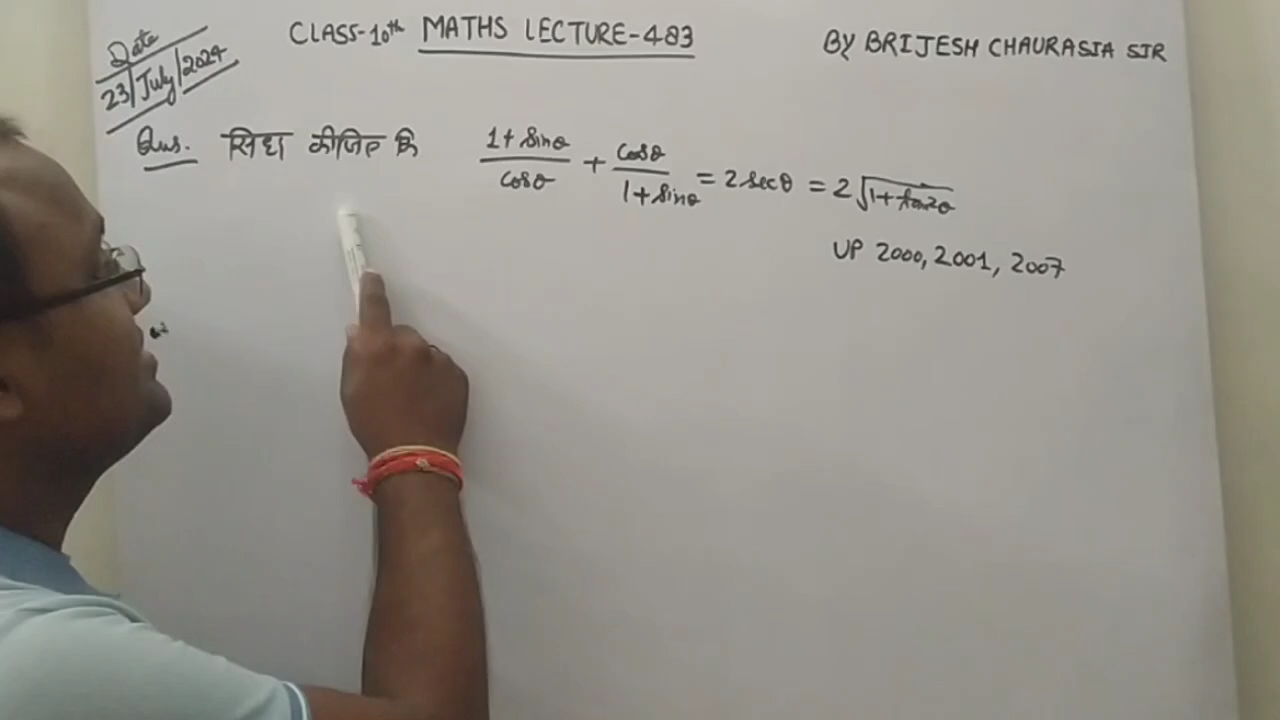 Date
23/July/2024
CLASS-10th MATHS LECTURE-483
BY BRIJESH CHAURASIA SIR
Qus. सिध्द कीजिए कि (1+ sinθ)/cosθ + cosθ/(1+sinθ) = 2 secθ = 2√(1+tan²θ)
UP 2000, 2001, 2007